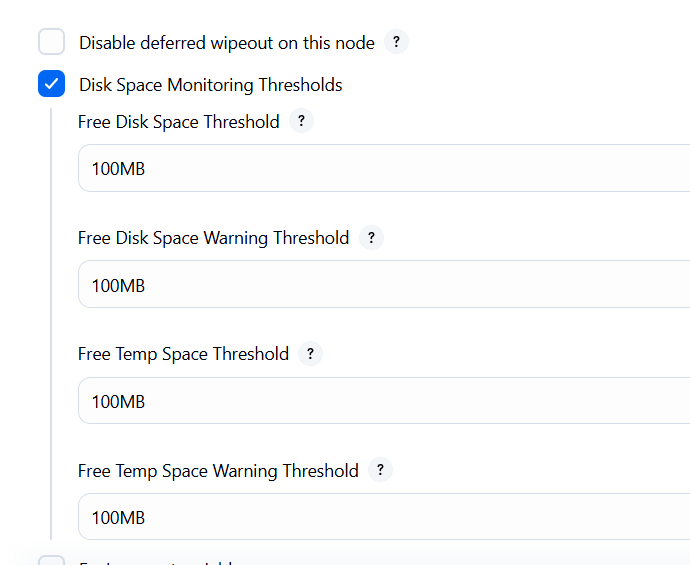 Disable deferred wipeout on this node ?
Disk Space Monitoring Thresholds
Free Disk Space Threshold ?
100MB
Free Disk Space Warning Threshold ?
100MB
Free Temp Space Threshold ?
100MB
Free Temp Space Warning Threshold ?
100MB